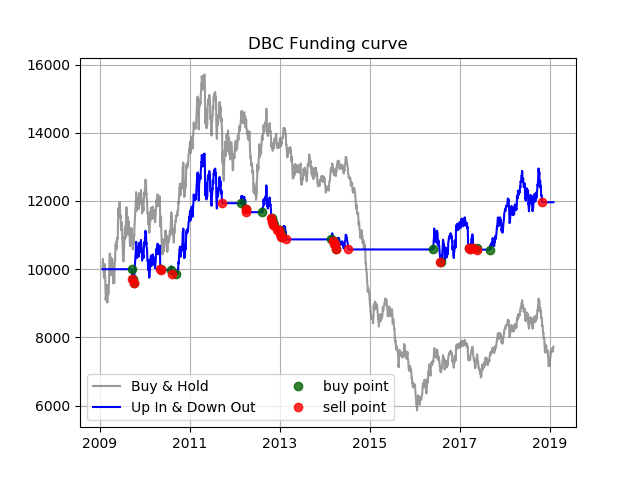 DBC Funding curve
16000
14000
12000
10000
8000
6000
Buy & Hold
Up In & Down Out
buy point
sell point
2009 2011 2013 2015 2017 2019